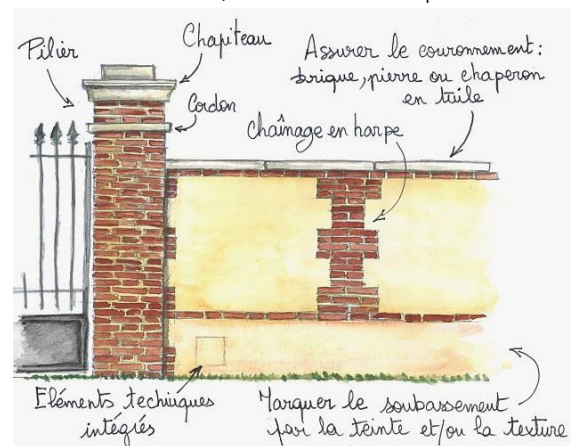 Pilier
Chapiteau
Cordon
Assurer le couronnement :
brique, pierre ou chaperon
en tuile
Chaînage en harpe
Eléments techniques
intégrés
Marquer le soubassement
par la teinte et/ou la texture